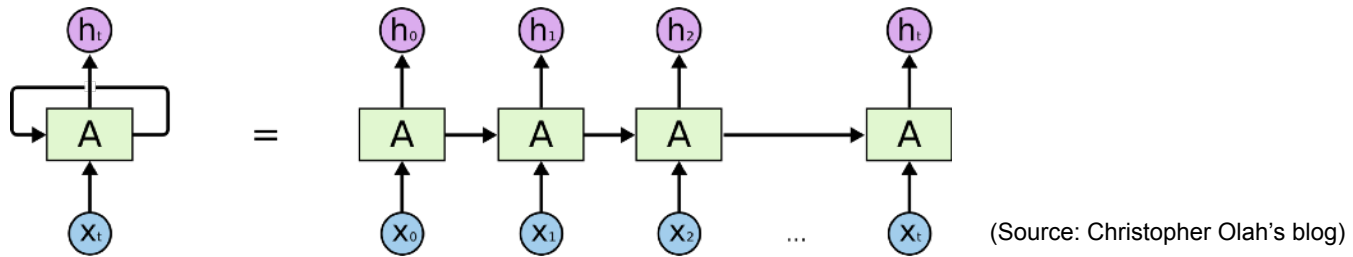 hₜ h₀ h₁ h₂ hₜ
A = A A A A
xₜ x₀ x₁ x₂ ... xₜ (Source: Christopher Olah’s blog)